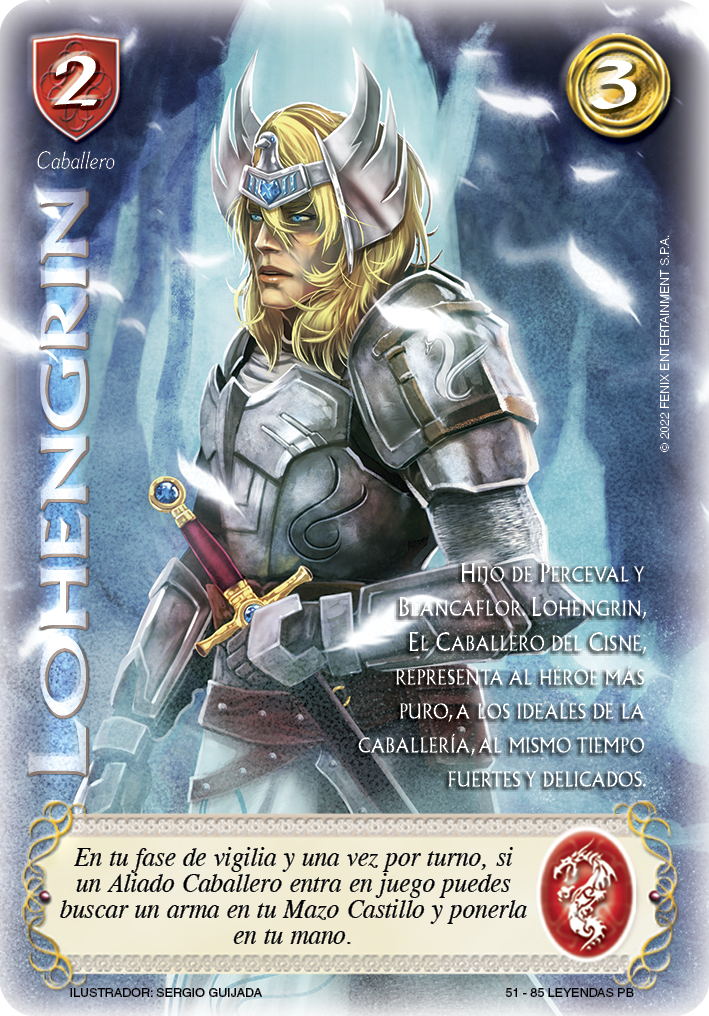 2
3
Caballero
LOHENGRIN
© 2022 FENIX ENTERTAINMENT S.P.A.
HIJO DE PERCEVAL Y
BLANCAFLOR. LOHENGRIN,
EL CABALLERO DEL CISNE,
REPRESENTA AL HÉROE MÁS
PURO, A LOS IDEALES DE LA
CABALLERÍA, AL MISMO TIEMPO
FUERTES Y DELICADOS.
En tu fase de vigilia y una vez por turno, si
un Aliado Caballero entra en juego puedes
buscar un arma en tu Mazo Castillo y ponerla
en tu mano.
ILUSTRADOR: SERGIO GUIJADA
51 - 85 LEYENDAS PB